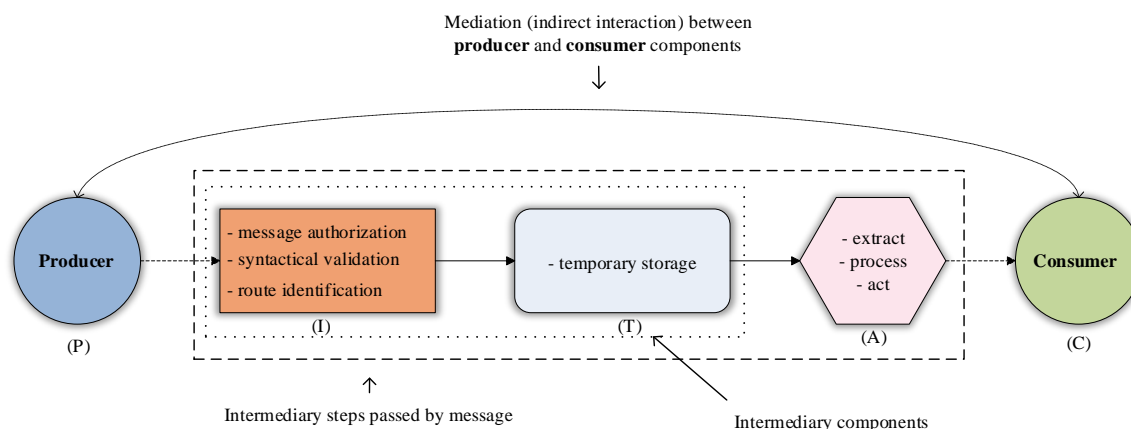 Mediation (indirect interaction) between
producer and consumer components
Producer
(P)
- message authorization
- syntactical validation
- route identification
(I)
- temporary storage
(T)
- extract
- process
- act
(A)
Consumer
(C)
Intermediary steps passed by message
Intermediary components